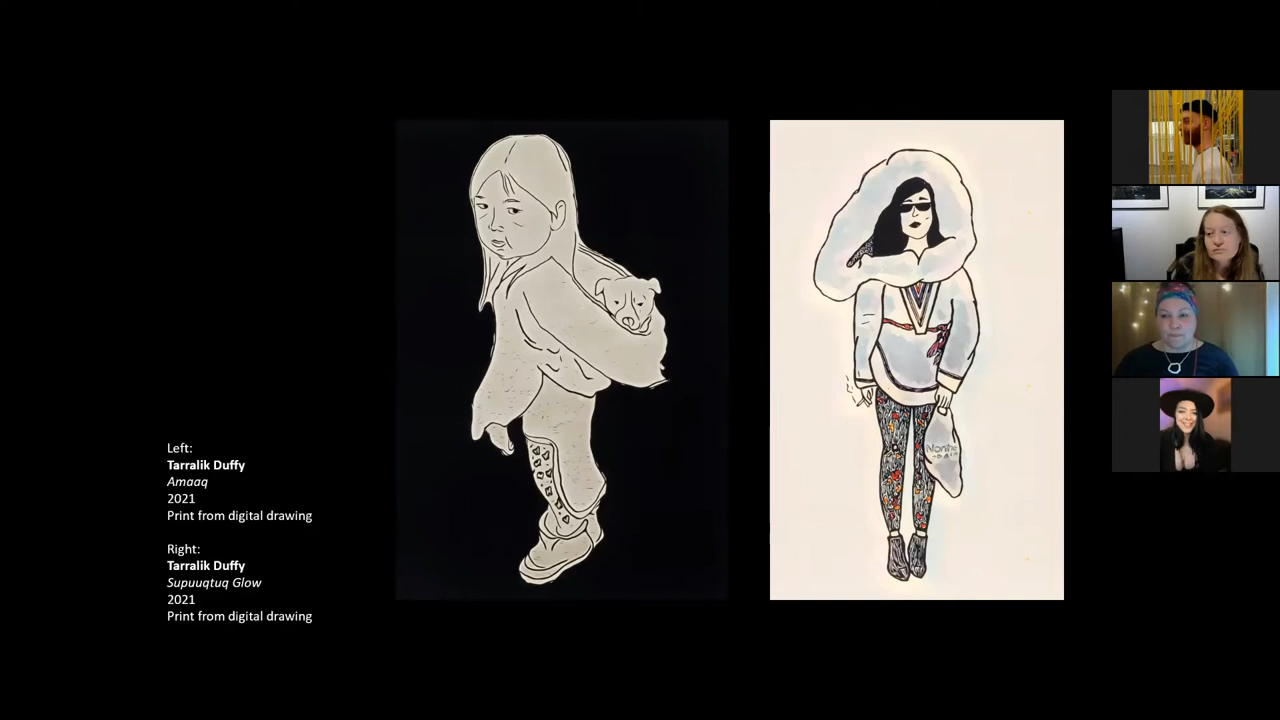 Left:
Tarralik Duffy
Amaaq
2021
Print from digital drawing
Right:
Tarralik Duffy
Supuuqtuq Glow
2021
Print from digital drawing